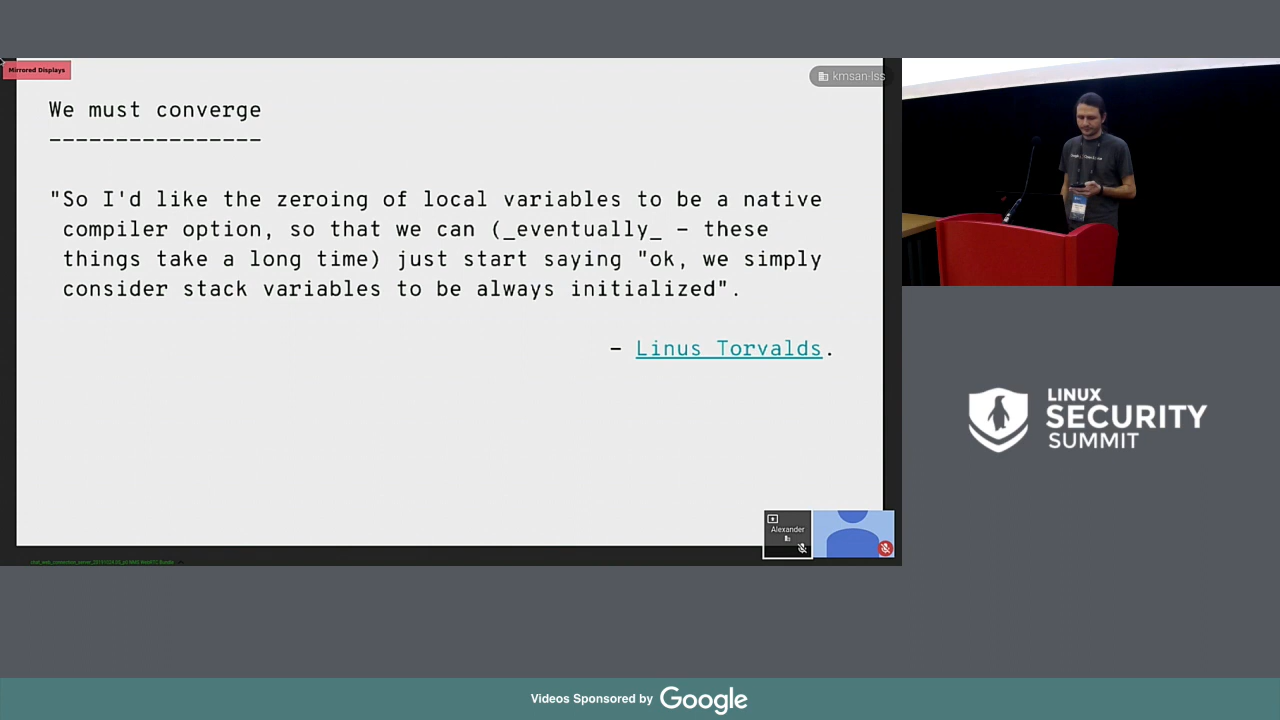 Mirrored Displays
kmsan-lss
We must converge
----------------
"So I'd like the zeroing of local variables to be a native
compiler option, so that we can (_eventually_ - these
things take a long time) just start saying "ok, we simply
consider stack variables to be always initialized".
- Linus Torvalds.
Alexander
LINUX
SECURITY
SUMMIT
Videos Sponsored by Google